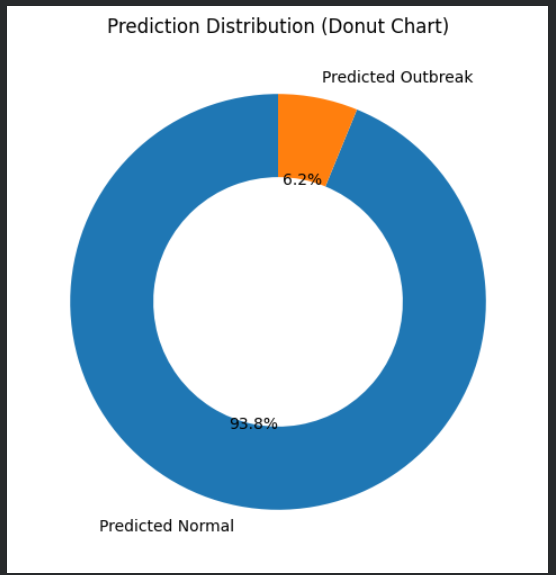 Prediction Distribution (Donut Chart)
Predicted Outbreak
6.2%
93.8%
Predicted Normal